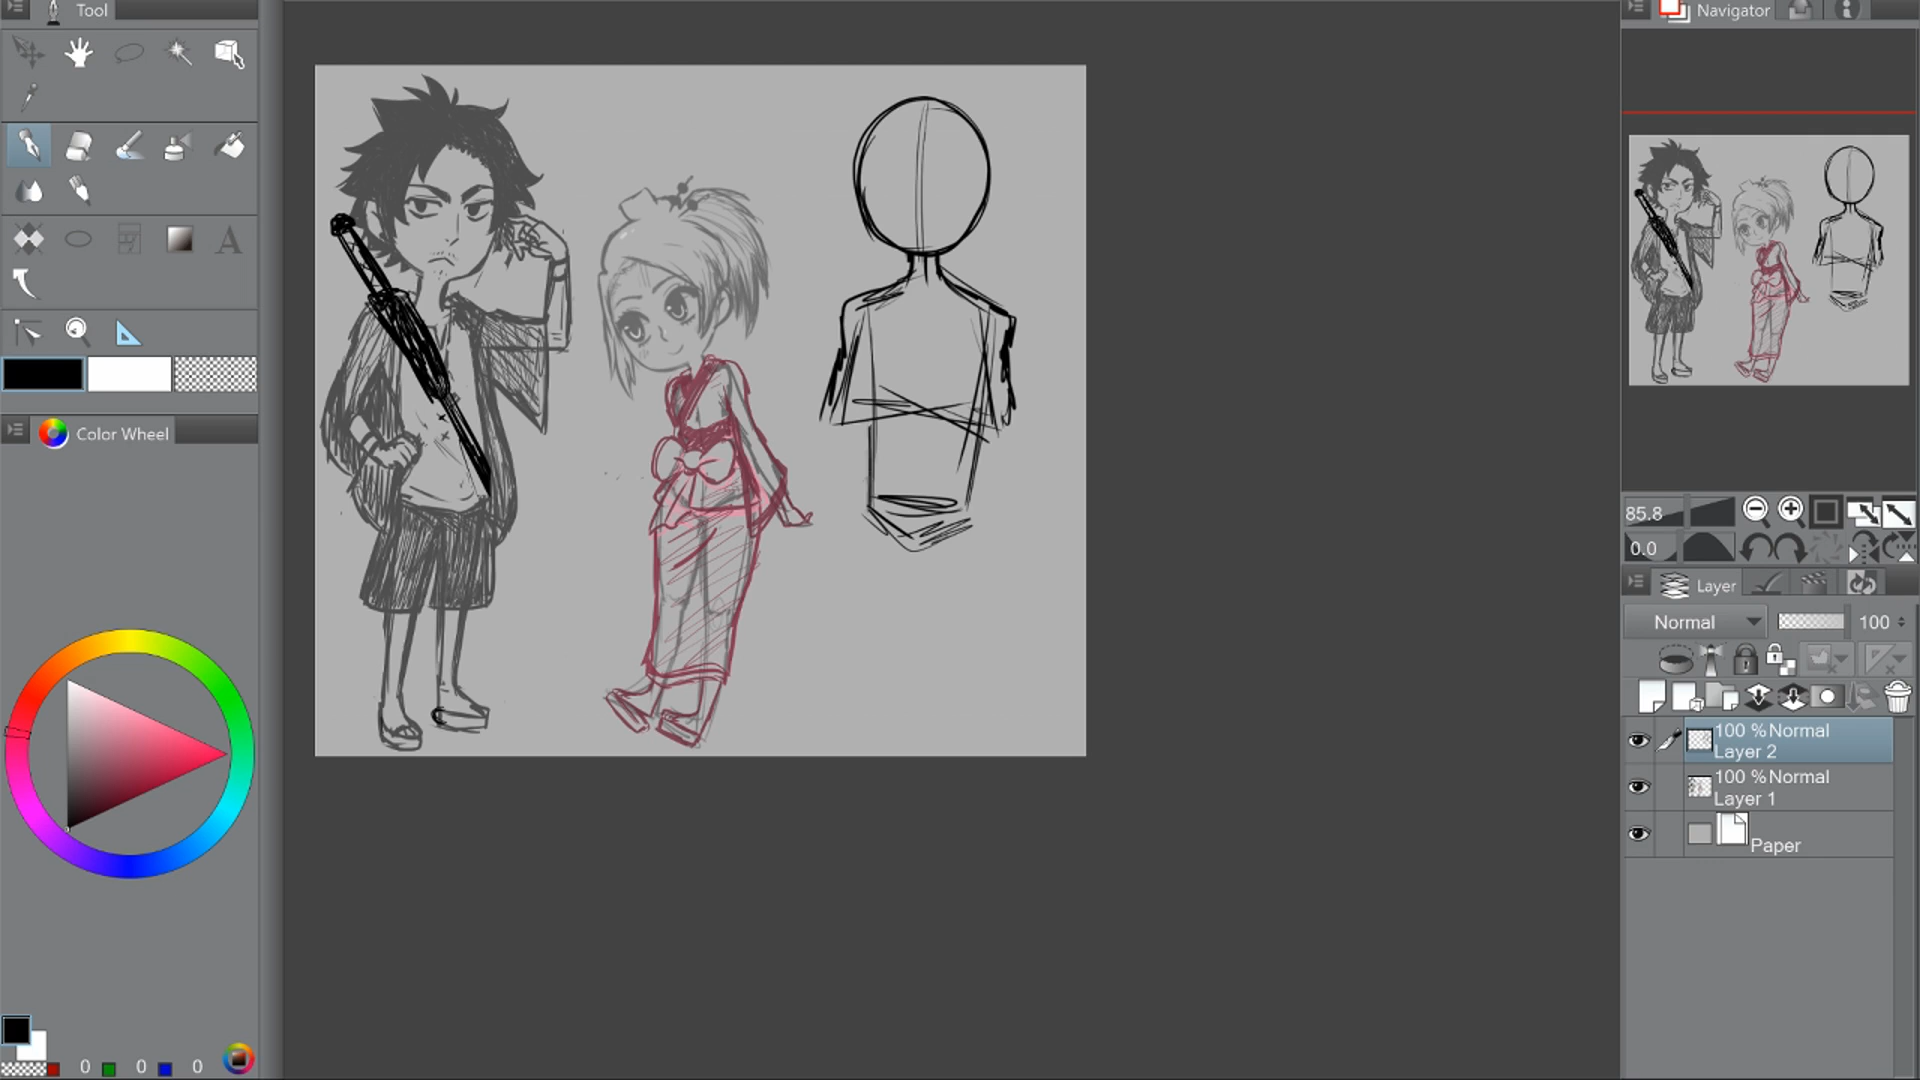 Tool
Color Wheel
0 0 0
Navigator
85.8
0.0
Layer
Normal 100
100 %Normal
Layer 2
100 %Normal
Layer 1
Paper